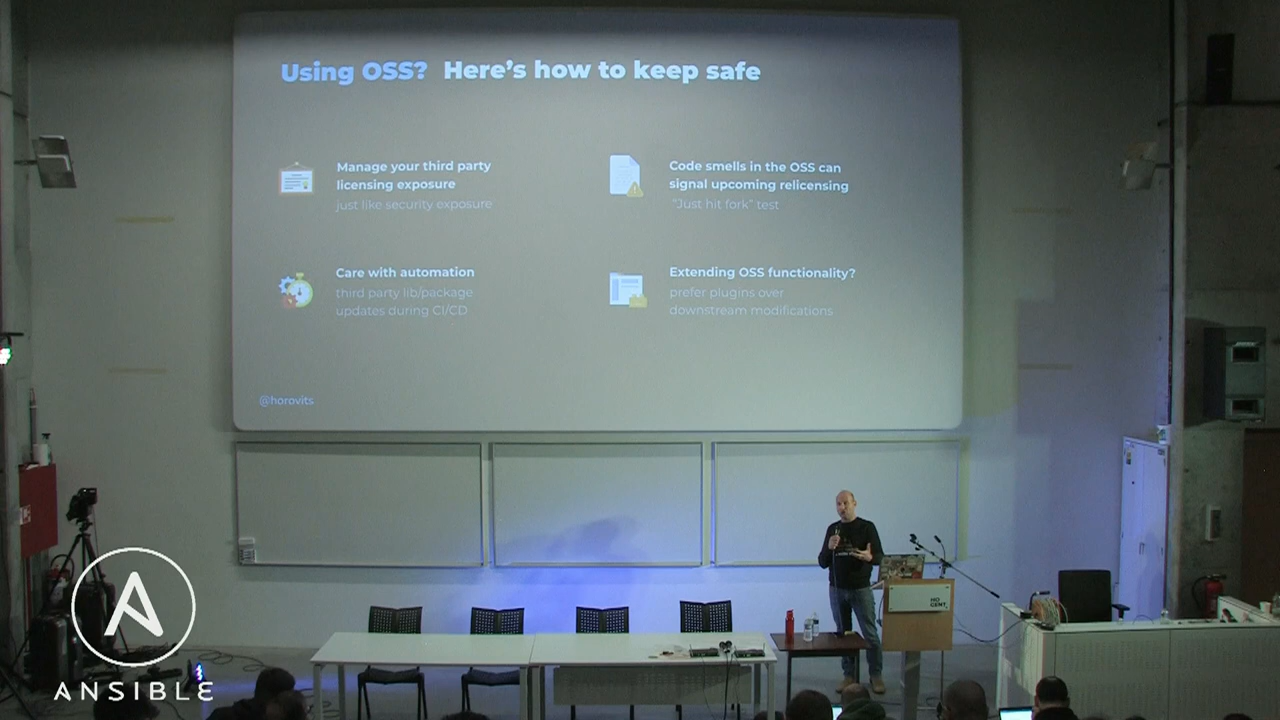 Using OSS? Here's how to keep safe
Manage your third party
licensing exposure
just like security exposure
Code smells in the OSS can
signal upcoming relicensing
"Just hit fork" test
Care with automation
third party lib/package
updates during CI/CD
Extending OSS functionality?
prefer plugins over
downstream modifications
@horovits
HO
GENT
ANSIBLE